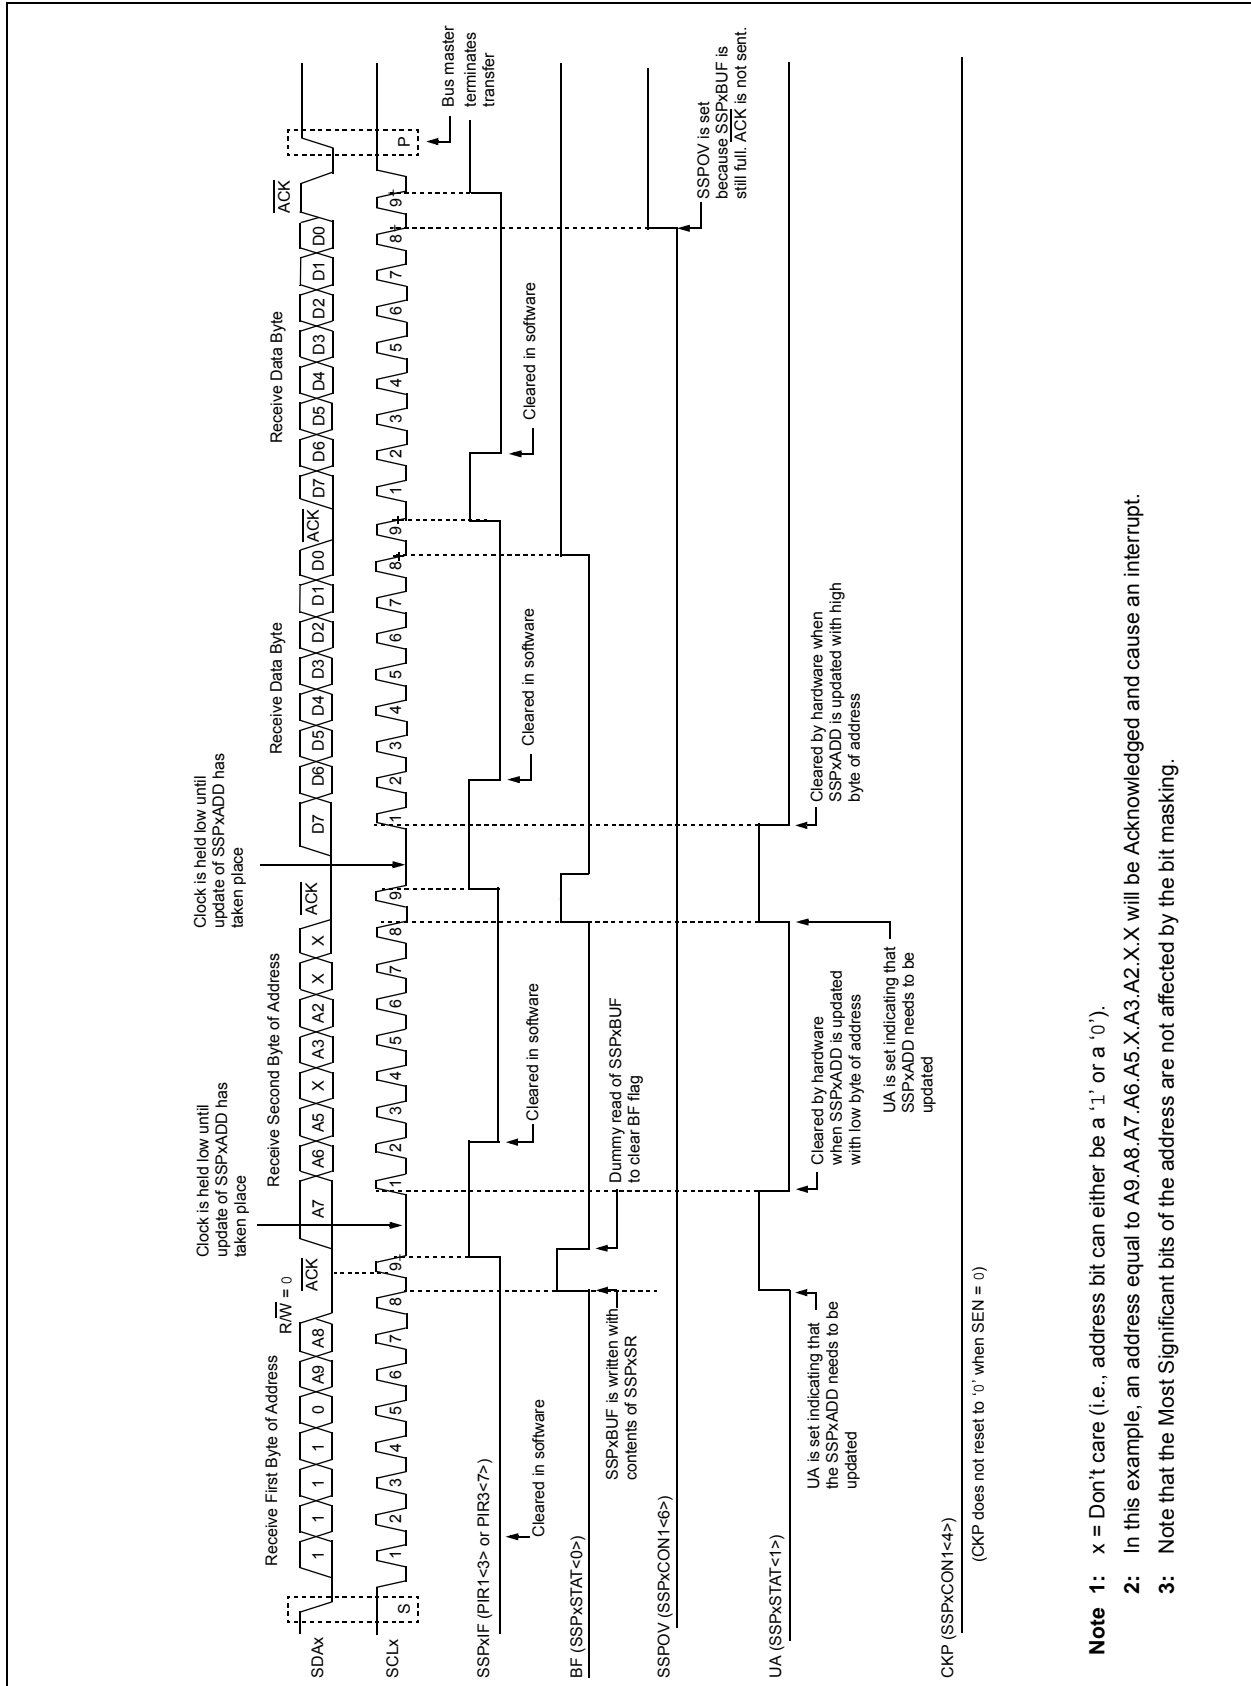 Receive First Byte of Address
R/W = 0
ACK
Clock is held low until
update of SSPxADD has
taken place
Receive Second Byte of Address
ACK
Clock is held low until
update of SSPxADD has
taken place
Receive Data Byte
ACK
Receive Data Byte
ACK
SDAx
1 1 1 1 0 A9 A8
A7 A6 A5 X A3 A2 X X
D7 D6 D5 D4 D3 D2 D1 D0
D7 D6 D5 D4 D3 D2 D1 D0
SCLx
S
1 2 3 4 5 6 7 8 9
1 2 3 4 5 6 7 8 9
1 2 3 4 5 6 7 8 9
1 2 3 4 5 6 7 8 9
P
Bus master
terminates
transfer
SSPxIF (PIR1<3> or PIR3<7>)
Cleared in software
Cleared in software
Cleared in software
Cleared in software
BF (SSPxSTAT<0>)
SSPxBUF is written with
contents of SSPxSR
Dummy read of SSPxBUF
to clear BF flag
SSPOV (SSPxCON1<6>)
SSPOV is set
because SSPxBUF is
still full. ACK is not sent.
UA (SSPxSTAT<1>)
UA is set indicating that
the SSPxADD needs to be
updated
Cleared by hardware
when SSPxADD is updated
with low byte of address
UA is set indicating that
SSPxADD needs to be
updated
Cleared by hardware when
SSPxADD is updated with high
byte of address
CKP (SSPxCON1<4>)
(CKP does not reset to ‘0’ when SEN = 0)
Note 1: x = Don’t care (i.e., address bit can either be a ‘1’ or a ‘0’).
2: In this example, an address equal to A9.A8.A7.A6.A5.X.A3.A2.X.X will be Acknowledged and cause an interrupt.
3: Note that the Most Significant bits of the address are not affected by the bit masking.